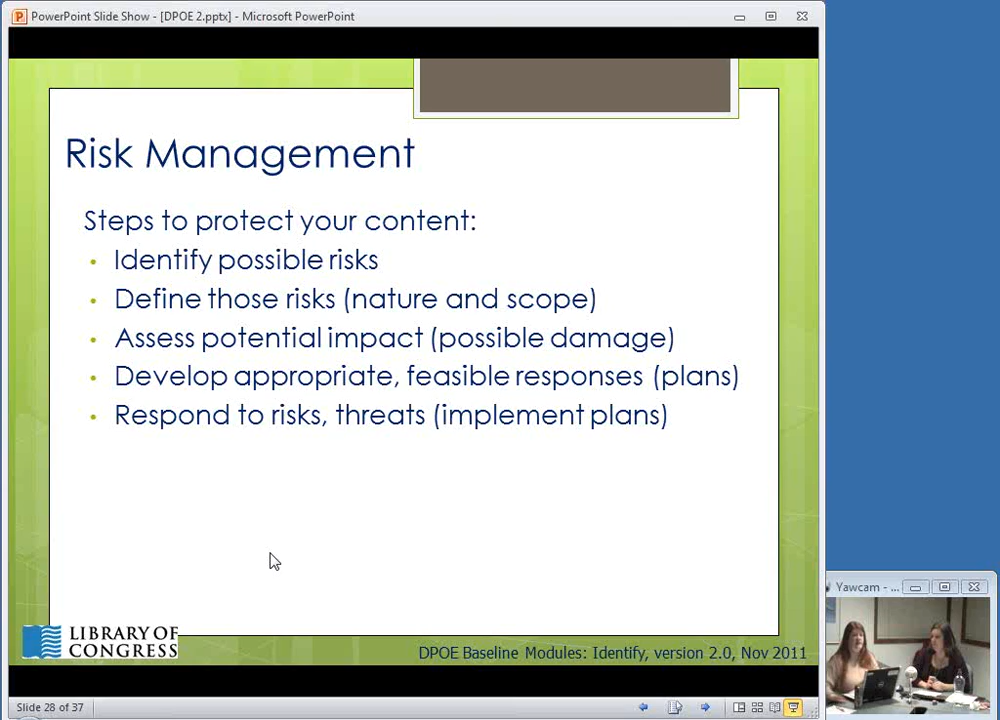 PowerPoint Slide Show - [DPOE 2.pptx] - Microsoft PowerPoint
Risk Management
Steps to protect your content:
• Identify possible risks
• Define those risks (nature and scope)
• Assess potential impact (possible damage)
• Develop appropriate, feasible responses (plans)
• Respond to risks, threats (implement plans)
LIBRARY OF
CONGRESS
DPOE Baseline Modules: Identify, version 2.0, Nov 2011
Slide 28 of 37
Yawcam - ...